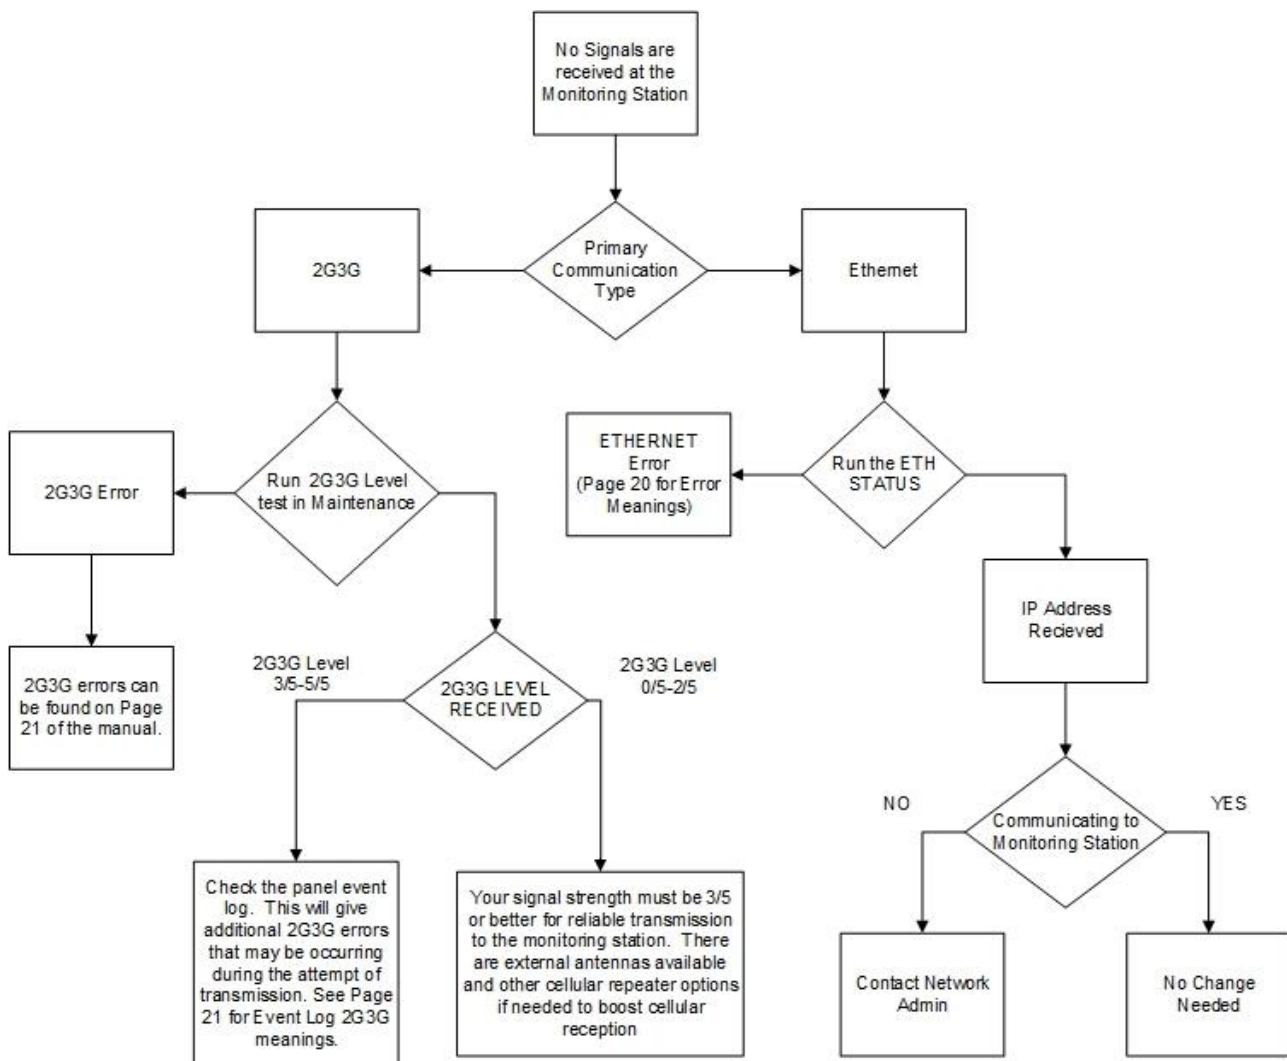 No Signals are
received at the
Monitoring Station
2G3G
Primary
Communication
Type
Ethernet
2G3G Error
Run 2G3G Level
test in Maintenance
ETHERNET
Error
(Page 20 for Error
Meanings)
Run the ETH
STATUS
IP Address
Recieved
2G3G errors can
be found on Page
21 of the manual.
2G3G Level
3/5-5/5
2G3G LEVEL
RECEIVED
2G3G Level
0/5-2/5
NO
Communicating to
Monitoring Station
YES
Check the panel event
log. This will give
additional 2G3G errors
that may be occurring
during the attempt of
transmission. See Page
21 for Event Log 2G3G
meanings.
Your signal strength must be 3/5
or better for reliable transmission
to the monitoring station. There
are external antennas available
and other cellular repeater options
if needed to boost cellular
reception
Contact Network
Admin
No Change
Needed